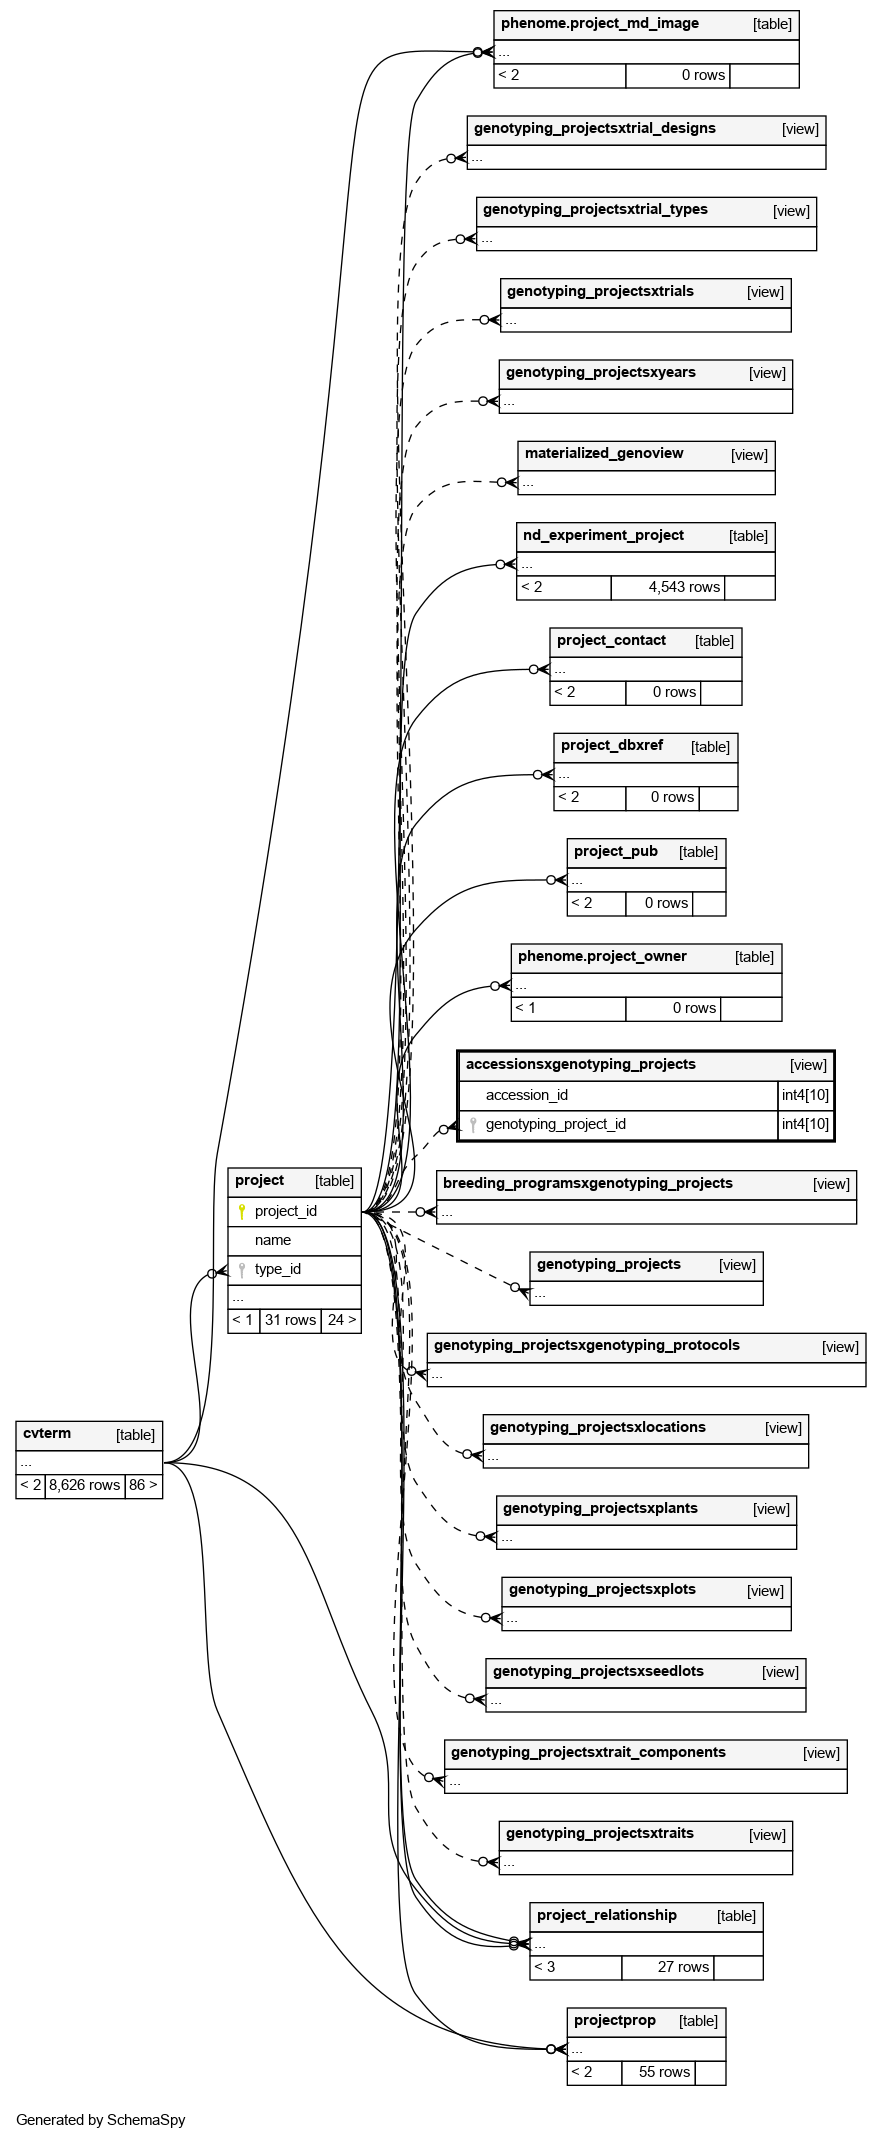 phenome.project_md_image [table]
...
< 2 0 rows
genotyping_projectsxtrial_designs [view]
...
genotyping_projectsxtrial_types [view]
...
genotyping_projectsxtrials [view]
...
genotyping_projectsxyears [view]
...
materialized_genoview [view]
...
nd_experiment_project [table]
...
< 2 4,543 rows
project_contact [table]
...
< 2 0 rows
project_dbxref [table]
...
< 2 0 rows
project_pub [table]
...
< 2 0 rows
phenome.project_owner [table]
...
< 1 0 rows
accessionsxgenotyping_projects [view]
accession_id int4[10]
genotyping_project_id int4[10]
project [table]
project_id
name
type_id
...
< 1 31 rows 24 >
breeding_programsxgenotyping_projects [view]
...
genotyping_projects [view]
...
genotyping_projectsxgenotyping_protocols [view]
...
cvterm [table]
...
< 2 8,626 rows 86 >
genotyping_projectsxlocations [view]
...
genotyping_projectsxplants [view]
...
genotyping_projectsxplots [view]
...
genotyping_projectsxseedlots [view]
...
genotyping_projectsxtrait_components [view]
...
genotyping_projectsxtraits [view]
...
project_relationship [table]
...
< 3 27 rows
projectprop [table]
...
< 2 55 rows
Generated by SchemaSpy